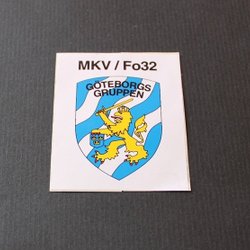 MKV / Fo32
GÖTEBORGS
GRUPPEN